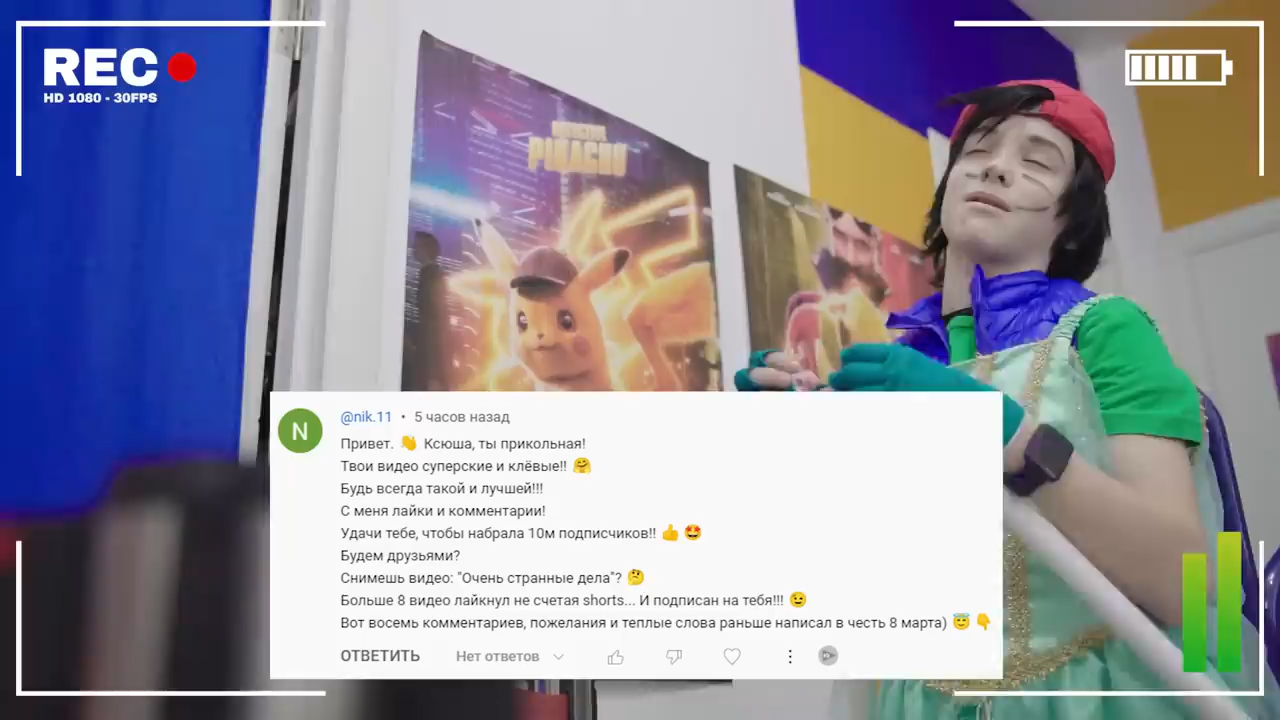 REC
HD 1080 - 30FPS
DETECTIVE
PIKACHU
N
@nik.11 • 5 часов назад
Привет. 👋 Ксюша, ты прикольная!
Твои видео суперские и клёвые!! 🤗
Будь всегда такой и лучшей!!!
С меня лайки и комментарии!
Удачи тебе, чтобы набрала 10м подписчиков!! 👍 🤩
Будем друзьями?
Снимешь видео: "Очень странные дела"? 🤔
Больше 8 видео лайкнул не считая shorts... И подписан на тебя!!! 😉
Вот восемь комментариев, пожелания и теплые слова раньше написал в честь 8 марта) 😇 👇
ОТВЕТИТЬ Нет ответов